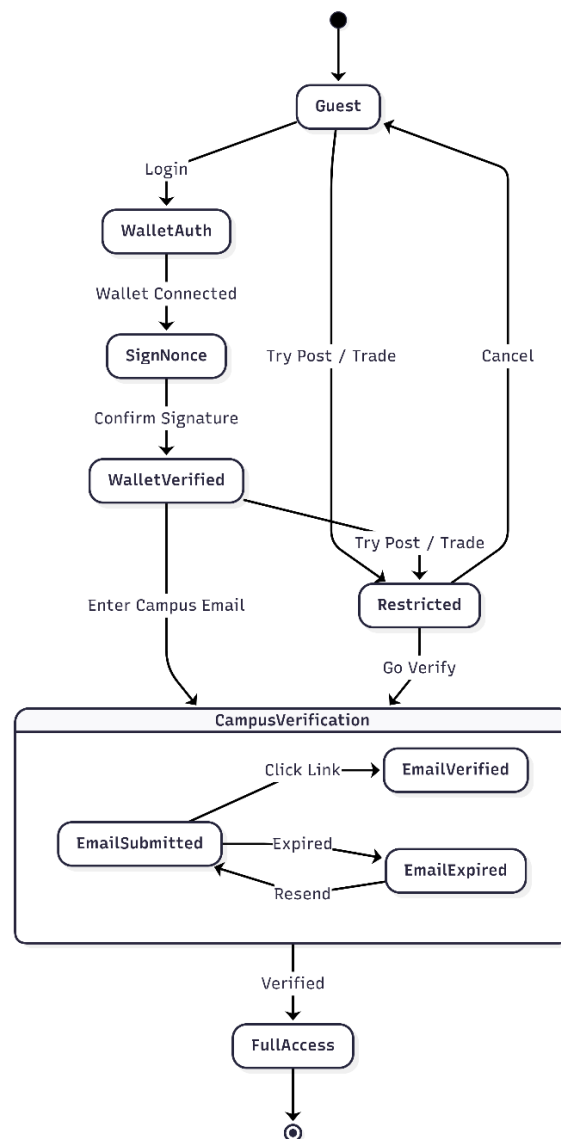 Guest
Login
WalletAuth
Wallet Connected
SignNonce
Try Post / Trade
Cancel
Confirm Signature
WalletVerified
Try Post / Trade
Enter Campus Email
Restricted
Go Verify
CampusVerification
Click Link
EmailVerified
EmailSubmitted
Expired
EmailExpired
Resend
Verified
FullAccess